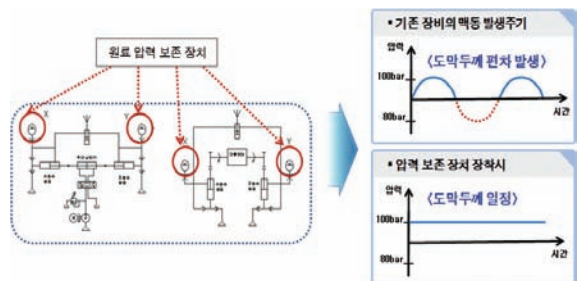 원료 압력 보존 장치
X
Y
X
Y
• 기존 장비의 맥동 발생주기
압력
<도막두께 편차 발생>
100bar
80bar
시간
• 압력 보존 장치 장착시
압력
<도막두께 일정>
100bar
80bar
시간